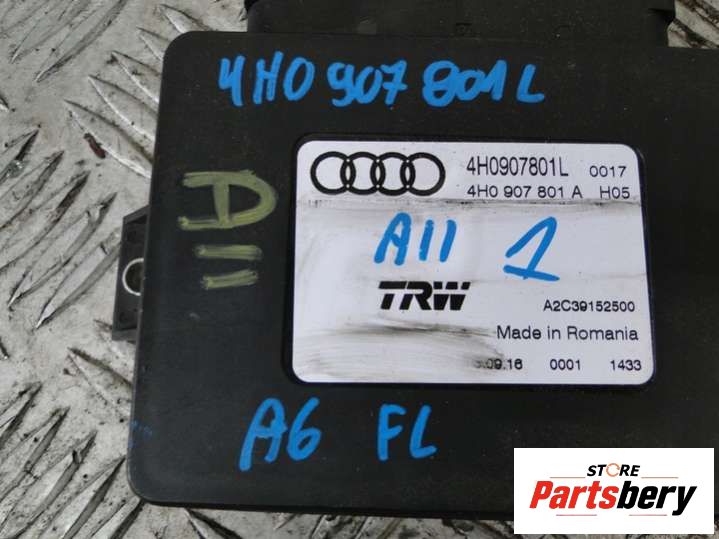 4H0 907 801 L
4H0907801L 0017
4H0 907 801 A H05
A11
A11 1
TRW
A2C39152500
Made in Romania
.09.16 0001 1433
A6 FL
STORE
Partsbery